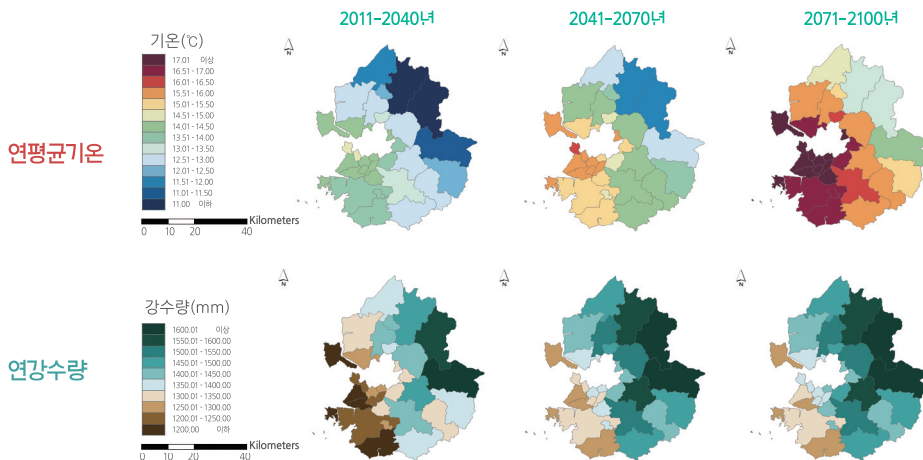 2011-2040년
2041-2070년
2071-2100년
연평균기온
기온(℃)
17.01 이상
16.51 - 17.00
16.01 - 16.50
15.51 - 16.00
15.01 - 15.50
14.51 - 15.00
14.01 - 14.50
13.51 - 14.00
13.01 - 13.50
12.51 - 13.00
12.01 - 12.50
11.51 - 12.00
11.01 - 11.50
11.00 이하
Kilometers
0 10 20 40
N
N
N
연강수량
강수량(mm)
1600.01 이상
1550.01 - 1600.00
1500.01 - 1550.00
1450.01 - 1500.00
1400.01 - 1450.00
1350.01 - 1400.00
1300.01 - 1350.00
1250.01 - 1300.00
1200.01 - 1250.00
1200.00 이하
Kilometers
0 10 20 40
N
N
N